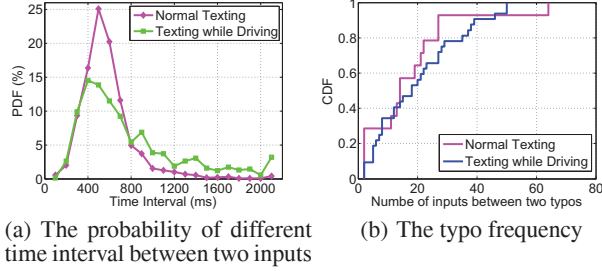 25
20
15
10
5
0
PDF (%)
Normal Texting
Texting while Driving
0 400 800 1200 1600 2000
Time Interval (ms)
(a) The probability of different
time interval between two inputs
1
0.8
0.6
0.4
0.2
0
CDF
Normal Texting
Texting while Driving
0 20 40 60 80
Numbe of inputs between two typos
(b) The typo frequency